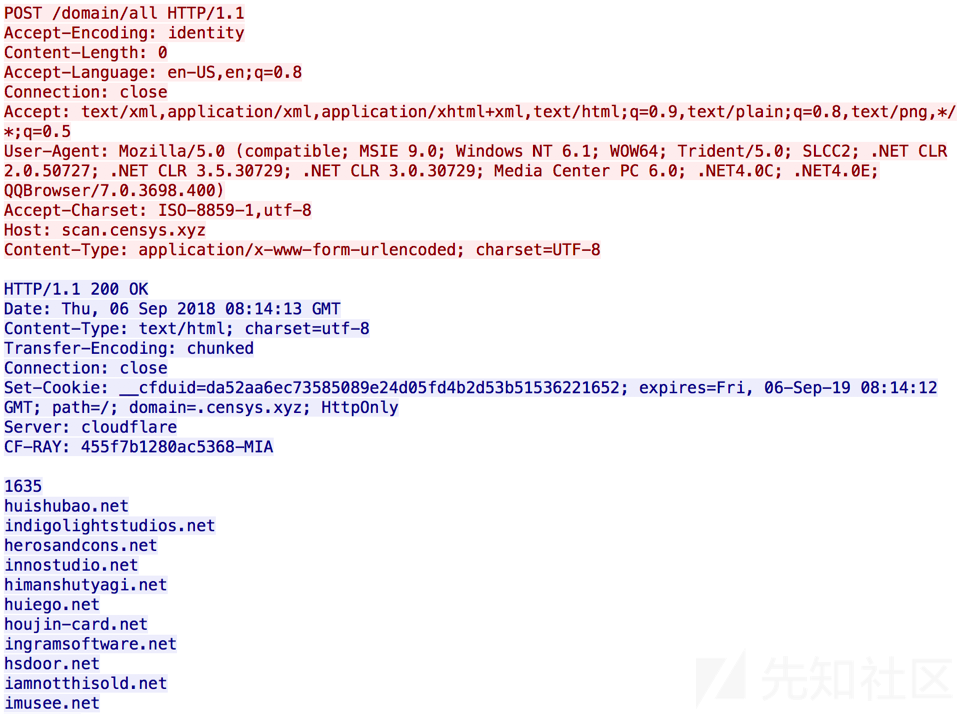 POST /domain/all HTTP/1.1
Accept-Encoding: identity
Content-Length: 0
Accept-Language: en-US,en;q=0.8
Connection: close
Accept: text/xml,application/xml,application/xhtml+xml,text/html;q=0.9,text/plain;q=0.8,text/png,*/
*;q=0.5
User-Agent: Mozilla/5.0 (compatible; MSIE 9.0; Windows NT 6.1; WOW64; Trident/5.0; SLCC2; .NET CLR
2.0.50727; .NET CLR 3.5.30729; .NET CLR 3.0.30729; Media Center PC 6.0; .NET4.0C; .NET4.0E;
QQBrowser/7.0.3698.400)
Accept-Charset: ISO-8859-1,utf-8
Host: scan.censys.xyz
Content-Type: application/x-www-form-urlencoded; charset=UTF-8
HTTP/1.1 200 OK
Date: Thu, 06 Sep 2018 08:14:13 GMT
Content-Type: text/html; charset=utf-8
Transfer-Encoding: chunked
Connection: close
Set-Cookie: __cfduid=da52aa6ec73585089e24d05fd4b2d53b51536221652; expires=Fri, 06-Sep-19 08:14:12
GMT; path=/; domain=.censys.xyz; HttpOnly
Server: cloudflare
CF-RAY: 455f7b1280ac5368-MIA
1635
huishubao.net
indigolightstudios.net
herosandcons.net
innostudio.net
himanshutyagi.net
huiego.net
houjin-card.net
ingramsoftware.net
hsdoor.net
iamnotthisold.net
imusee.net
先知社区